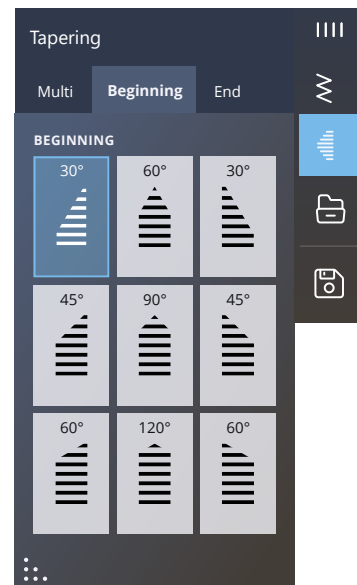 Tapering
Multi Beginning End
BEGINNING
30° 60° 30°
45° 90° 45°
60° 120° 60°